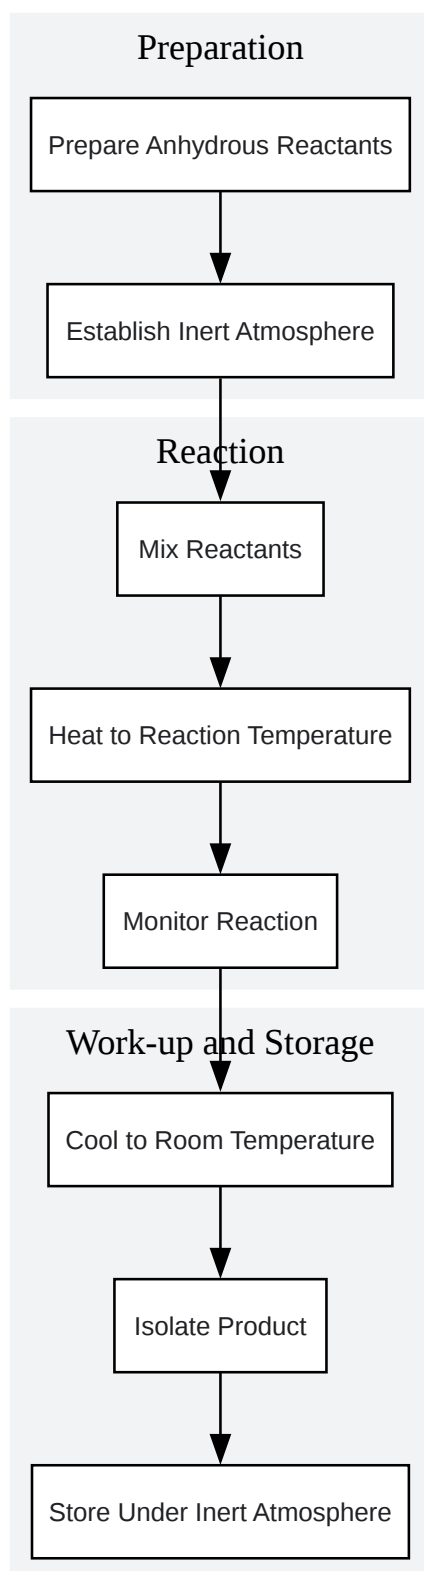 Preparation
Prepare Anhydrous Reactants
Establish Inert Atmosphere
Reaction
Mix Reactants
Heat to Reaction Temperature
Monitor Reaction
Work-up and Storage
Cool to Room Temperature
Isolate Product
Store Under Inert Atmosphere